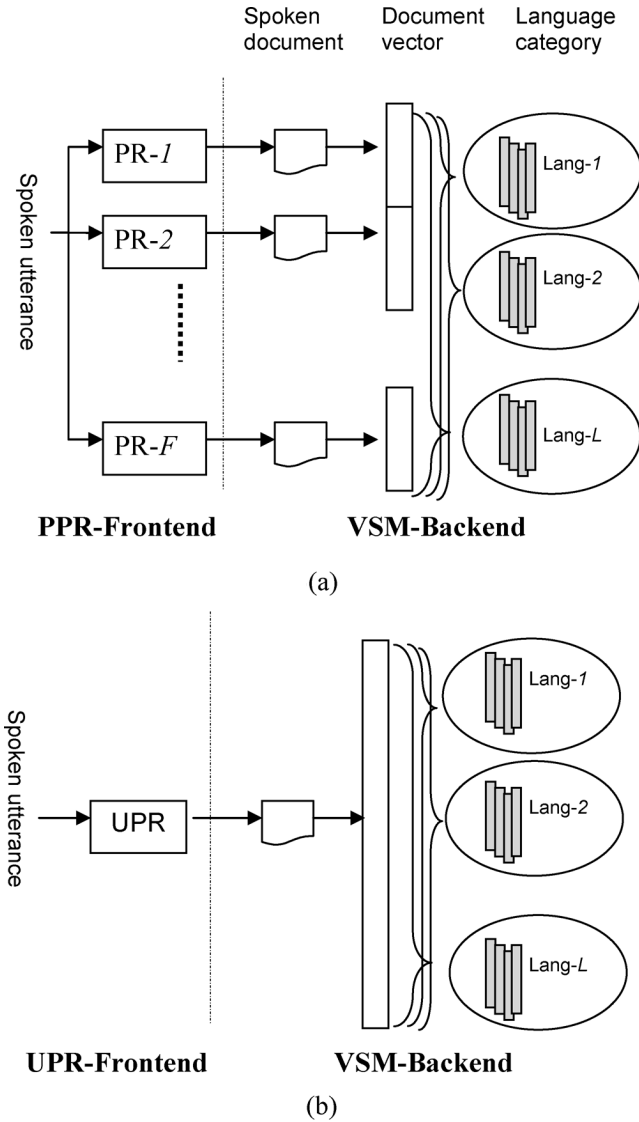 Spoken document
Document vector
Language category
Spoken utterance
PR-1
PR-2
PR-F
Lang-1
Lang-2
Lang-L
PPR-Frontend
VSM-Backend
(a)
Spoken utterance
UPR
Lang-1
Lang-2
Lang-L
UPR-Frontend
VSM-Backend
(b)